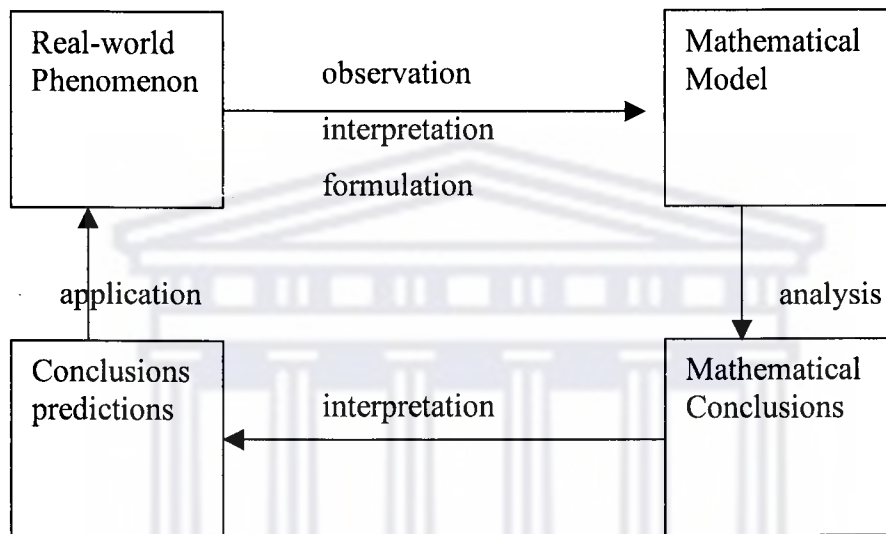 Real-world
Phenomenon
observation
interpretation
formulation
Mathematical
Model
application
analysis
Conclusions
predictions
interpretation
Mathematical
Conclusions